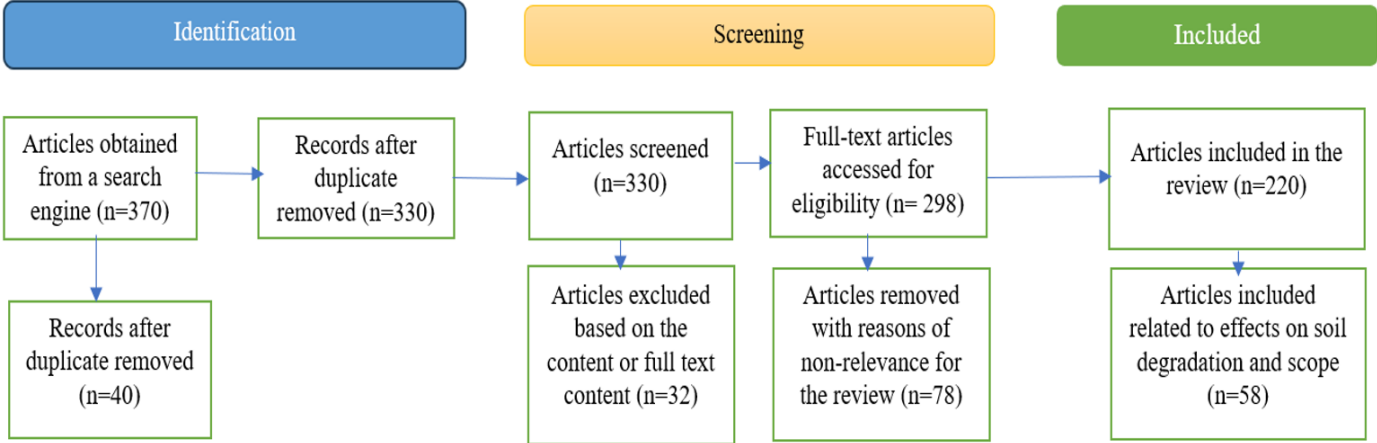 Identification
Screening
Included
Articles obtained
from a search
engine (n=370)
Records after
duplicate
removed (n=330)
Articles screened
(n=330)
Full-text articles
accessed for
eligibility (n= 298)
Articles included in the
review (n=220)
Records after
duplicate removed
(n=40)
Articles excluded
based on the
content or full text
content (n=32)
Articles removed
with reasons of
non-relevance for
the review (n=78)
Articles included
related to effects on soil
degradation and scope
(n=58)